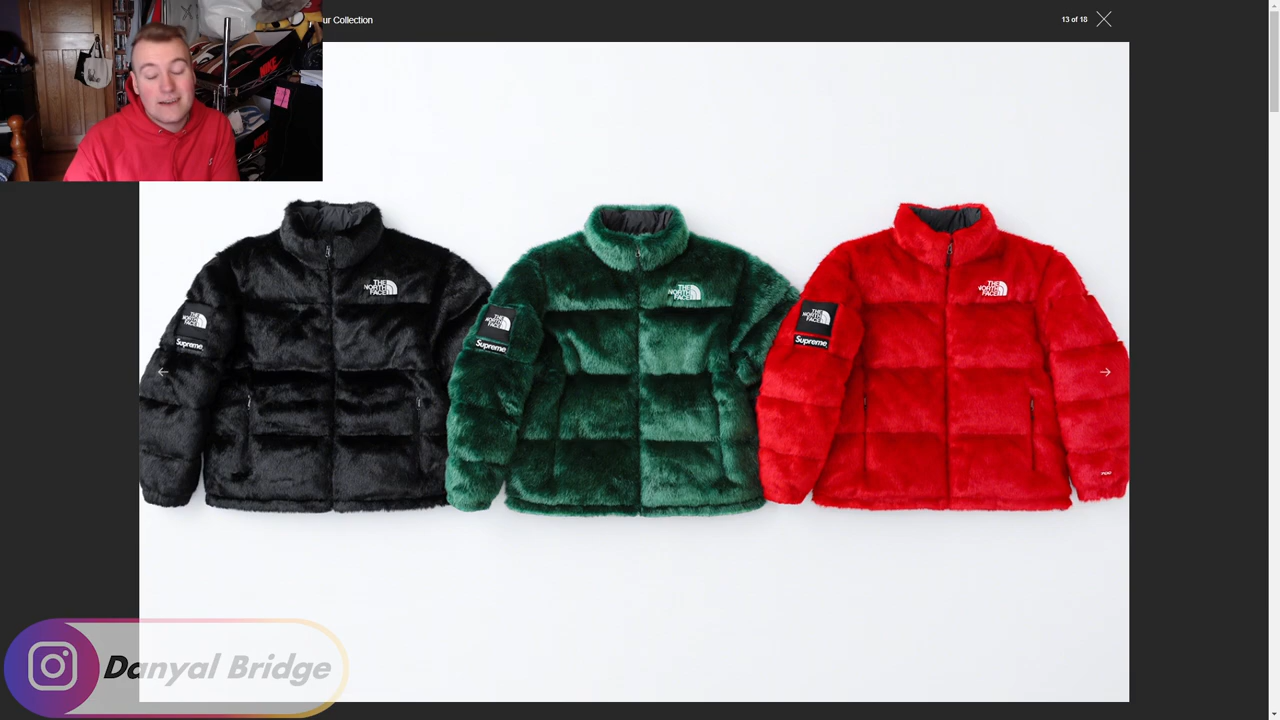 ur Collection
13 of 18
NIKE
THE
NORTH
FACE
THE
NORTH
FACE
THE
NORTH
FACE
THE
NORTH
FACE
Supreme
THE
NORTH
FACE
Supreme
THE
NORTH
FACE
Supreme
Danyal Bridge